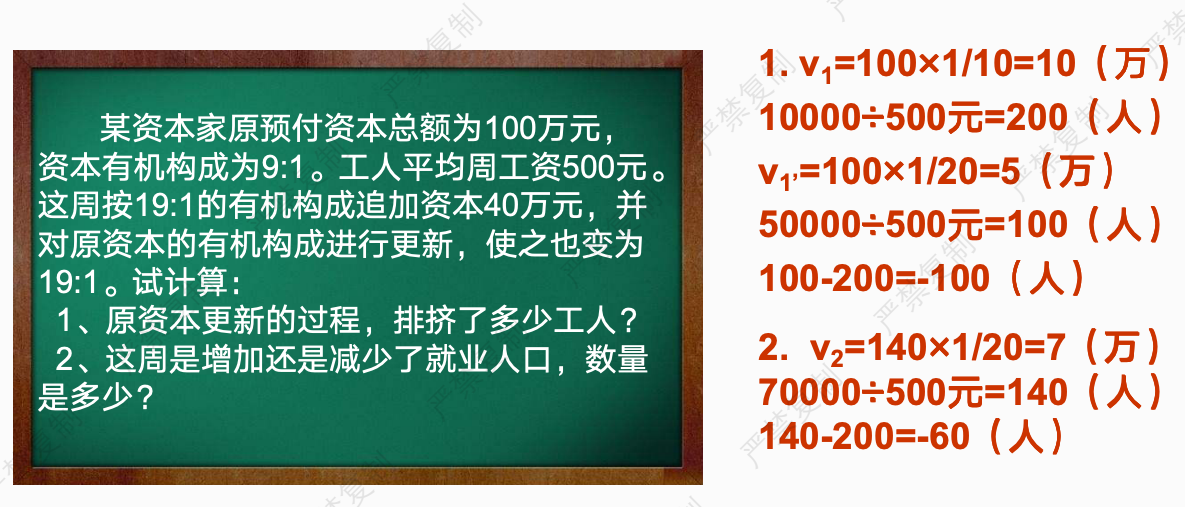 某资本家原预付资本总额为100万元，
资本有机构成为9:1。工人平均周工资500元。
这周按19:1的有机构成追加资本40万元，并
对原资本的有机构成进行更新，使之也变为
19:1。试计算：
1、原资本更新的过程，排挤了多少工人？
2、这周是增加还是减少了就业人口，数量
是多少？
1. v₁=100×1/10=10（万）
10000÷500元=200（人）
v₁’=100×1/20=5（万）
50000÷500元=100（人）
100-200=-100（人）
2. v₂=140×1/20=7（万）
70000÷500元=140（人）
140-200=-60（人）
严禁复制